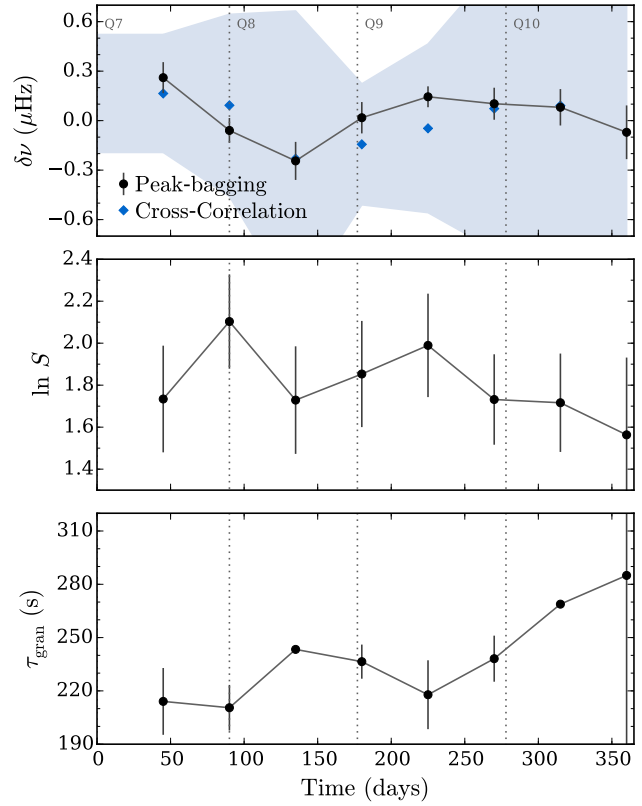 Q7 Q8 Q9 Q10
0.6
0.3
0.0
−0.3
−0.6
δν (μHz)
Peak-bagging
Cross-Correlation
2.4
2.2
2.0
1.8
1.6
1.4
ln S
310
280
250
220
190
τgran (s)
0 50 100 150 200 250 300 350
Time (days)